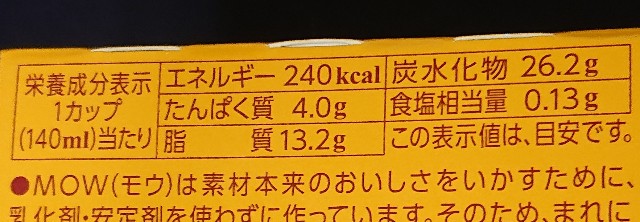 栄養成分表示
1カップ
(140ml)当たり
エネルギー 240kcal 炭水化物 26.2g
たんぱく質 4.0g 食塩相当量 0.13g
脂 質 13.2g この表示値は、目安です。
●MOW(モウ)は素材本来のおいしさをいかすために、
乳化剤・安定剤を使わずに作っています。そのため、まれに